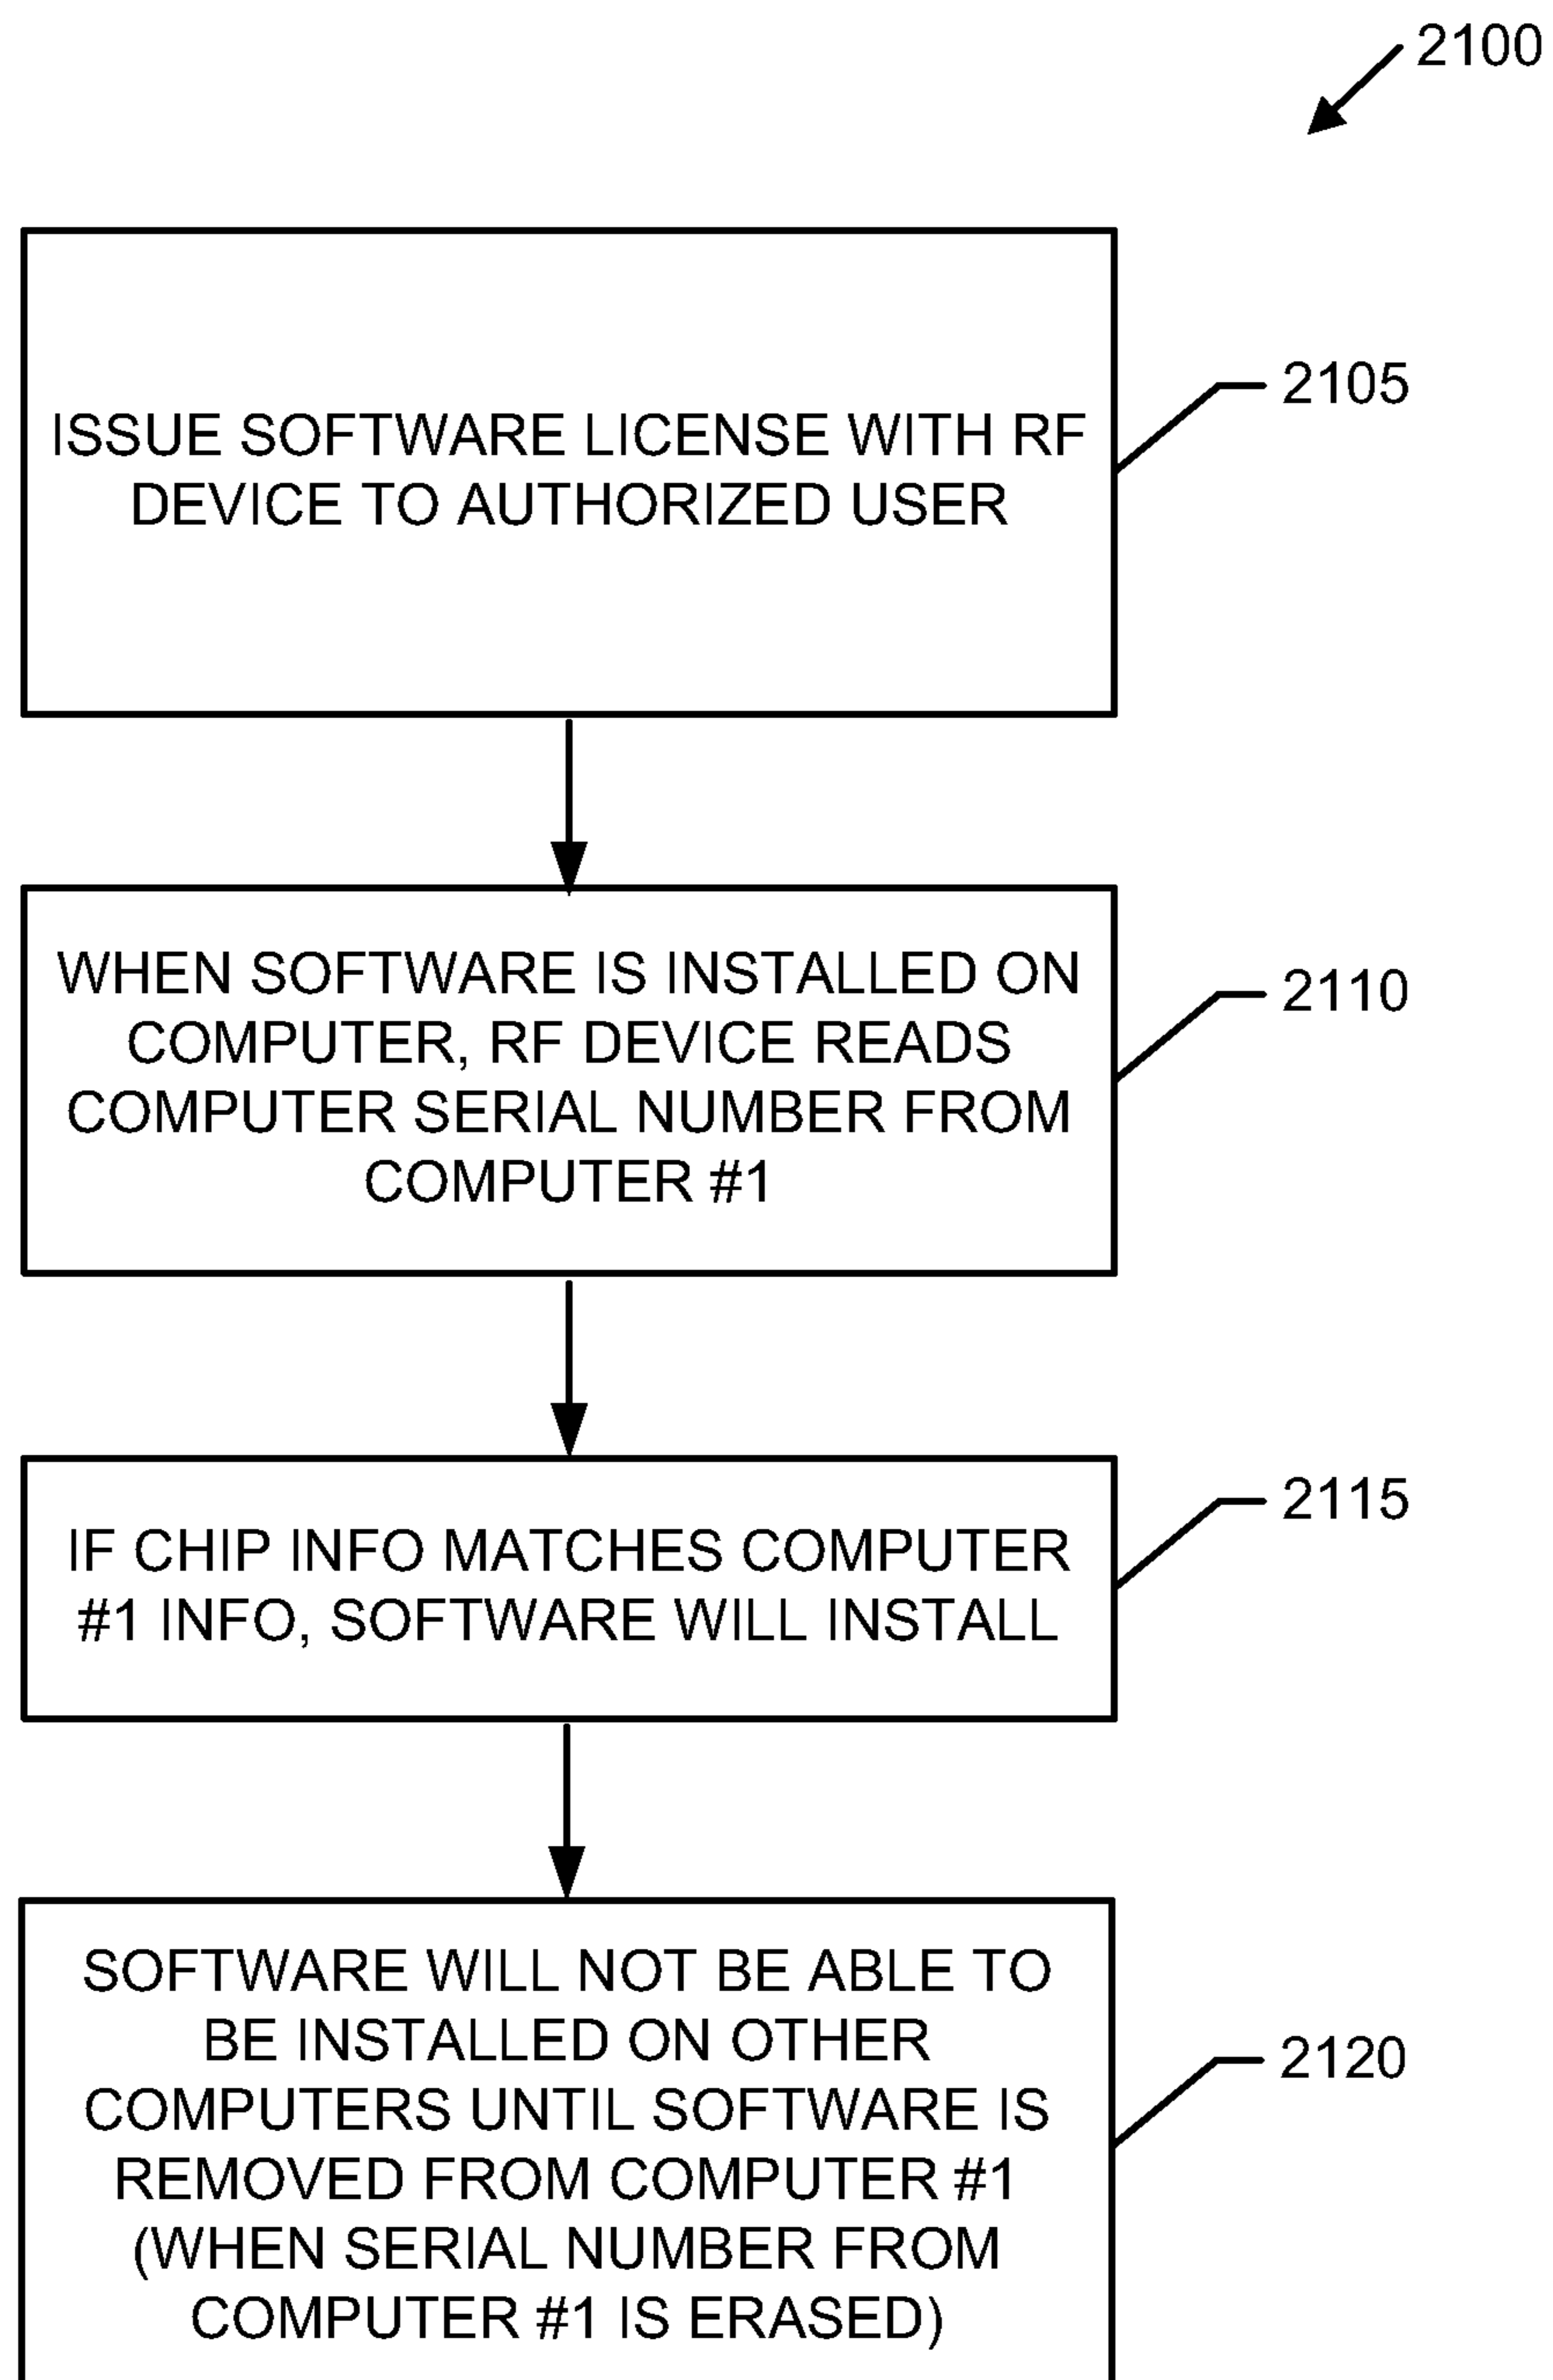 2100
ISSUE SOFTWARE LICENSE WITH RF
DEVICE TO AUTHORIZED USER
2105
WHEN SOFTWARE IS INSTALLED ON
COMPUTER, RF DEVICE READS
COMPUTER SERIAL NUMBER FROM
COMPUTER #1
2110
IF CHIP INFO MATCHES COMPUTER
#1 INFO, SOFTWARE WILL INSTALL
2115
SOFTWARE WILL NOT BE ABLE TO
BE INSTALLED ON OTHER
COMPUTERS UNTIL SOFTWARE IS
REMOVED FROM COMPUTER #1
(WHEN SERIAL NUMBER FROM
COMPUTER #1 IS ERASED)
2120